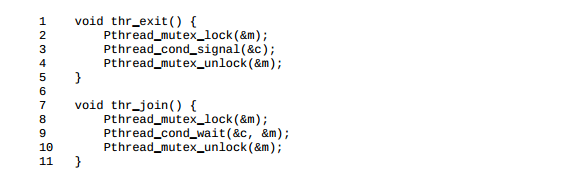 1 void thr_exit() {
2 Pthread_mutex_lock(&m);
3 Pthread_cond_signal(&c);
4 Pthread_mutex_unlock(&m);
5 }
6
7 void thr_join() {
8 Pthread_mutex_lock(&m);
9 Pthread_cond_wait(&c, &m);
10 Pthread_mutex_unlock(&m);
11 }